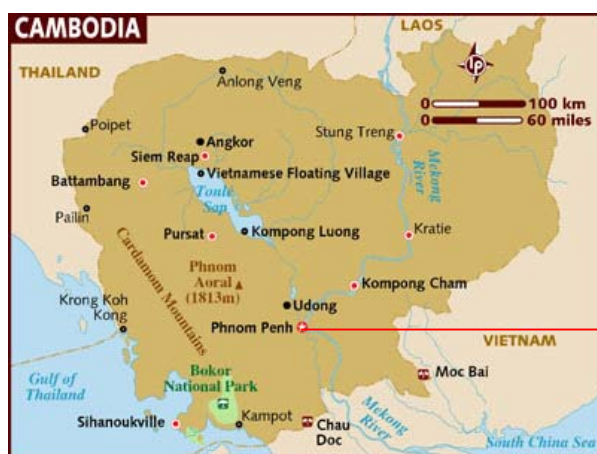 CAMBODIA
LAOS
THAILAND
Anlong Veng
lp
0 100 km
0 60 miles
Poipet
Angkor
Stung Treng
Siem Reap
Vietnamese Floating Village
Battambang
Tonlé
Sap
Mekong
River
Pailin
Pursat
Kompong Luong
Kratie
Cardamom Mountains
Phnom
Aoral
(1813m)
Kompong Cham
Krong Koh
Kong
Udong
Phnom Penh
VIETNAM
Bokor
National Park
Moc Bai
Gulf of
Thailand
Sihanoukville
Kampot
Chau
Doc
Mekong
River
South China Sea